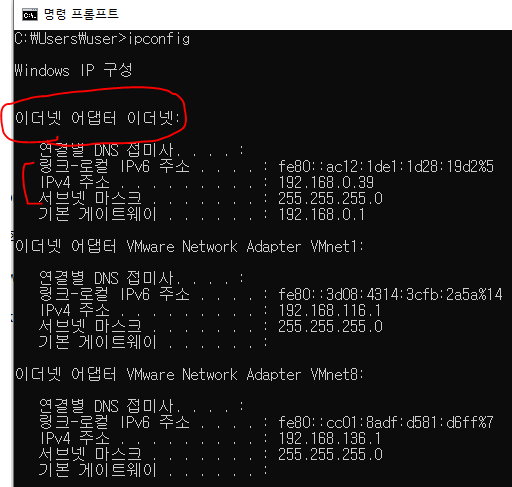 명령 프롬프트
C:\Users\user>ipconfig
Windows IP 구성
이더넷 어댑터 이더넷:
연결별 DNS 접미사. . . . :
링크-로컬 IPv6 주소 . . . . : fe80::ac12:1de1:1d28:19d2%5
IPv4 주소 . . . . . . . . . : 192.168.0.39
서브넷 마스크 . . . . . . . : 255.255.255.0
기본 게이트웨이 . . . . . . : 192.168.0.1
이더넷 어댑터 VMware Network Adapter VMnet1:
연결별 DNS 접미사. . . . :
링크-로컬 IPv6 주소 . . . . : fe80::3d08:4314:3cfb:2a5a%14
IPv4 주소 . . . . . . . . . : 192.168.116.1
서브넷 마스크 . . . . . . . : 255.255.255.0
기본 게이트웨이 . . . . . . :
이더넷 어댑터 VMware Network Adapter VMnet8:
연결별 DNS 접미사. . . . :
링크-로컬 IPv6 주소 . . . . : fe80::cc01:8adf:d581:d6ff%7
IPv4 주소 . . . . . . . . . : 192.168.136.1
서브넷 마스크 . . . . . . . : 255.255.255.0
기본 게이트웨이 . . . . . . :